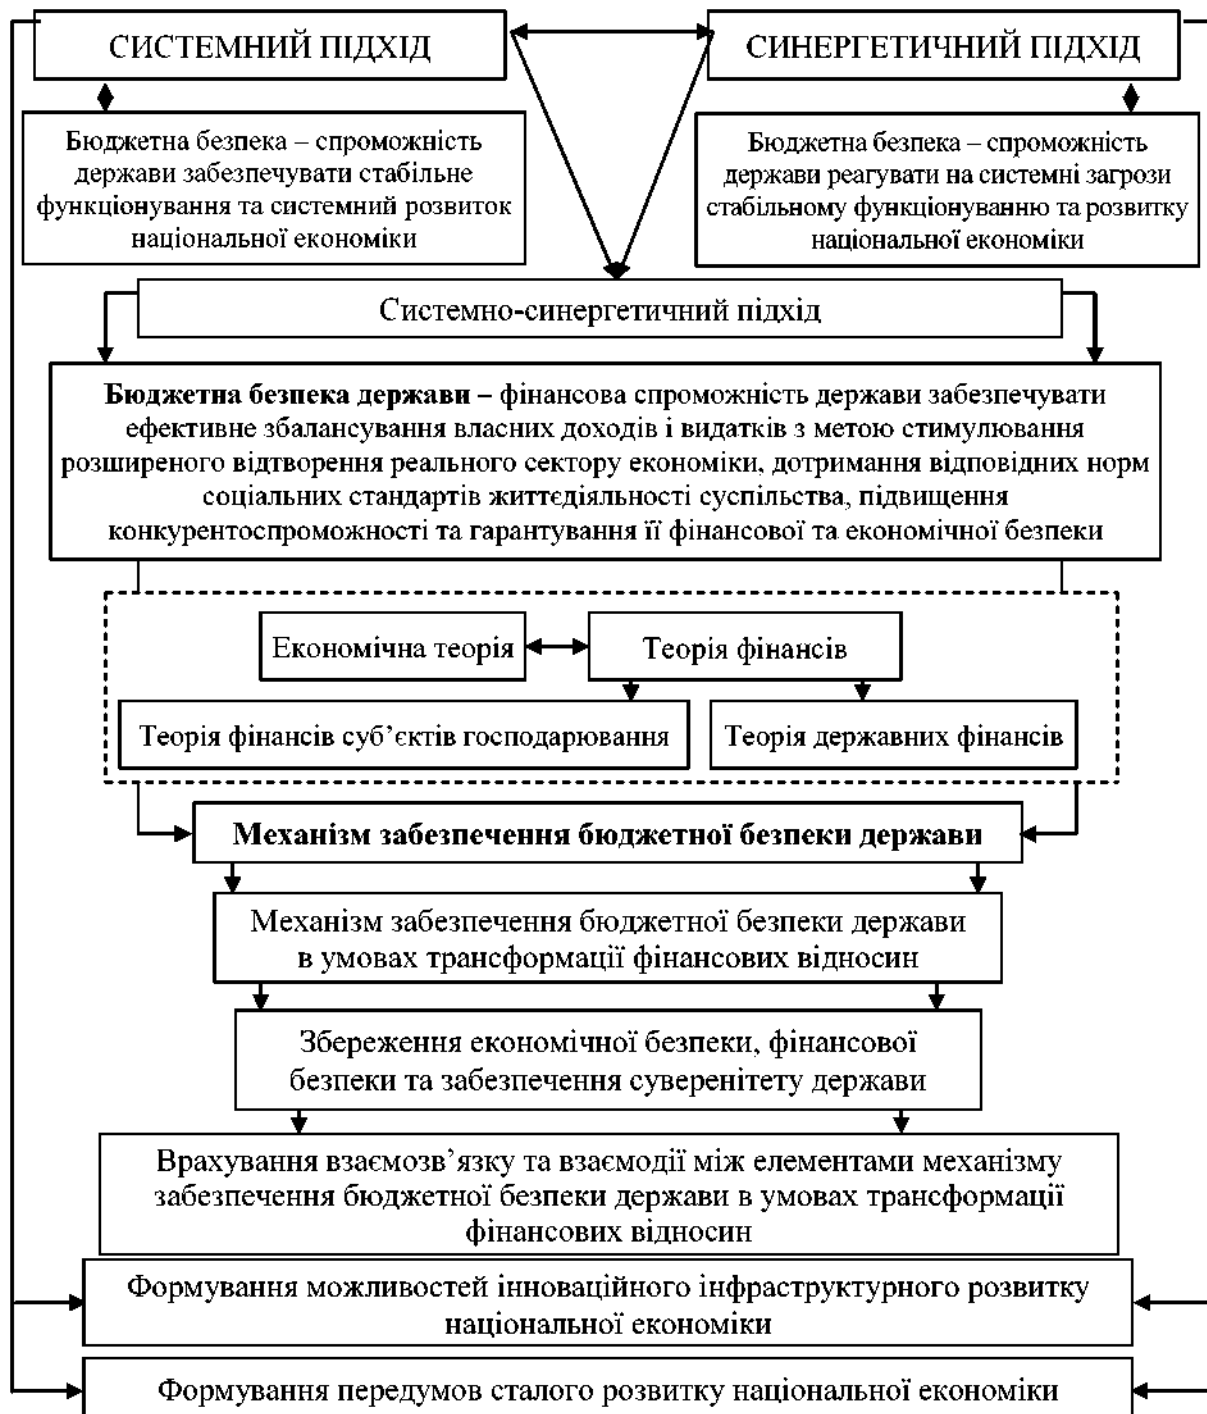 СИСТЕМНИЙ ПІДХІД
СИНЕРГЕТИЧНИЙ ПІДХІД
Бюджетна безпека – спроможність
держави забезпечувати стабільне
функціонування та системний розвиток
національної економіки
Бюджетна безпека – спроможність
держави реагувати на системні загрози
стабільному функціонуванню та розвитку
національної економіки
Системно-синергетичний підхід
Бюджетна безпека держави – фінансова спроможність держави забезпечувати
ефективне збалансування власних доходів і видатків з метою стимулювання
розширеного відтворення реального сектору економіки, дотримання відповідних норм
соціальних стандартів життєдіяльності суспільства, підвищення
конкурентоспроможності та гарантування її фінансової та економічної безпеки
Економічна теорія
Теорія фінансів
Теорія фінансів суб’єктів господарювання
Теорія державних фінансів
Механізм забезпечення бюджетної безпеки держави
Механізм забезпечення бюджетної безпеки держави
в умовах трансформації фінансових відносин
Збереження економічної безпеки, фінансової
безпеки та забезпечення суверенітету держави
Врахування взаємозв’язку та взаємодії між елементами механізму
забезпечення бюджетної безпеки держави в умовах трансформації
фінансових відносин
Формування можливостей інноваційного інфраструктурного розвитку
національної економіки
Формування передумов сталого розвитку національної економіки